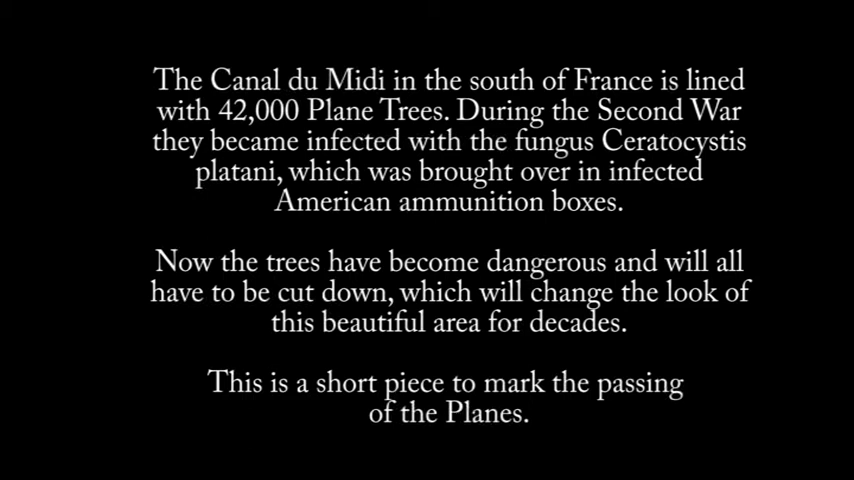 The Canal du Midi in the south of France is lined
with 42,000 Plane Trees. During the Second War
they became infected with the fungus Ceratocystis
platani, which was brought over in infected
American ammunition boxes.
Now the trees have become dangerous and will all
have to be cut down, which will change the look of
this beautiful area for decades.
This is a short piece to mark the passing
of the Planes.